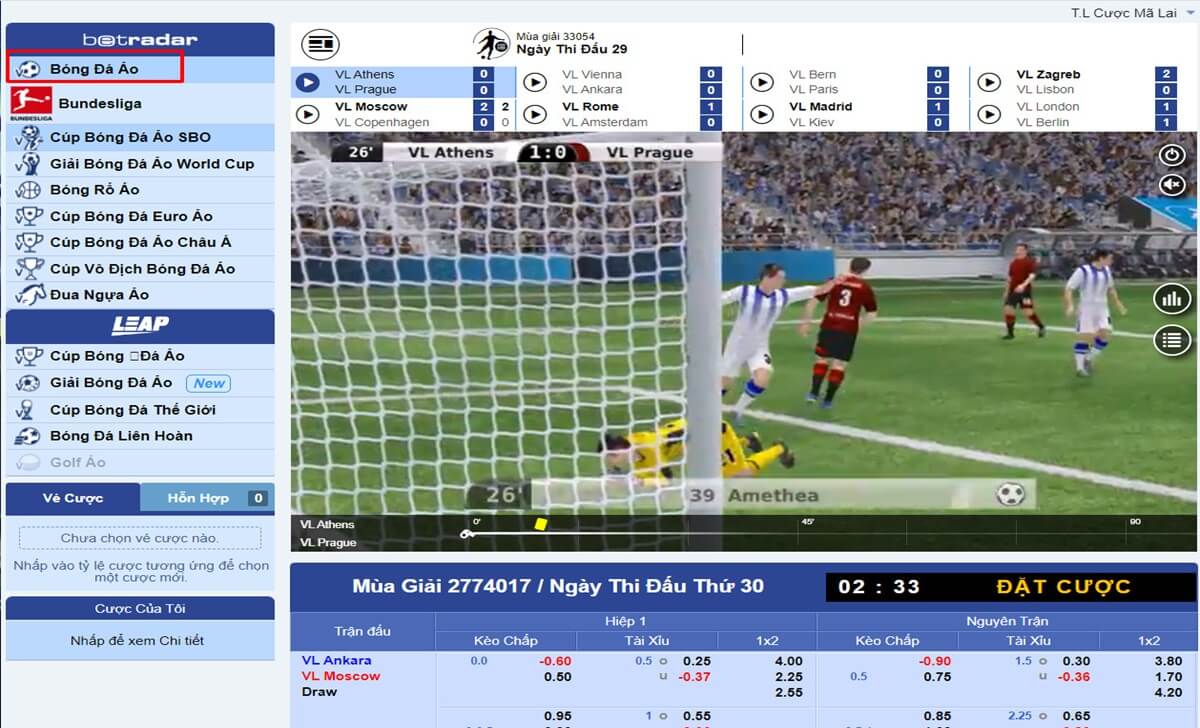 T.L Cược Mã Lai
betradar
Bóng Đá Ảo
BUNDESLIGA
Bundesliga
Cúp Bóng Đá Ảo SBO
Giải Bóng Đá Ảo World Cup
Bóng Rổ Ảo
Cúp Bóng Đá Euro Ảo
Cúp Bóng Đá Ảo Châu Á
Cúp Vô Địch Bóng Đá Ảo
Đua Ngựa Ảo
LEAP
Cúp Bóng Đá Ảo
Giải Bóng Đá Ảo New
Cúp Bóng Đá Thế Giới
Bóng Đá Liên Hoàn
Golf Ảo
Vé Cược Hỗn Hợp 0
Chưa chọn vé cược nào.
Nhấp vào tỷ lệ cược tương ứng để chọn
một cược mới.
Cược Của Tôi
Nhấp để xem Chi tiết
Mùa giải 33054
Ngày Thi Đấu 29
VL Athens 0 VL Vienna 0 VL Bern 0 VL Zagreb 2
VL Prague 0 VL Ankara 0 VL Paris 0 VL Lisbon 0
VL Moscow 2 2 VL Rome 1 VL Madrid 1 VL London 1
VL Copenhagen 0 0 VL Amsterdam 0 VL Kiev 0 VL Berlin 1
26' VL Athens 1:0 VL Prague
3
26' 39 Amethea
VL Athens 0' 45' 90
VL Prague
Mùa Giải 2774017 / Ngày Thi Đấu Thứ 30 02 : 33 ĐẶT CƯỢC
Trận đấu Hiệp 1 Nguyên Trận
Kèo Chấp Tài Xỉu 1x2 Kèo Chấp Tài Xỉu 1x2
VL Ankara 0.0 -0.60 0.5 o 0.25 4.00 -0.90 1.5 o 0.30 3.80
VL Moscow 0.50 u -0.37 2.25 0.5 0.75 u -0.36 1.70
Draw 2.55 4.20
0.95 1 o 0.55 0.85 2.25 o 0.65